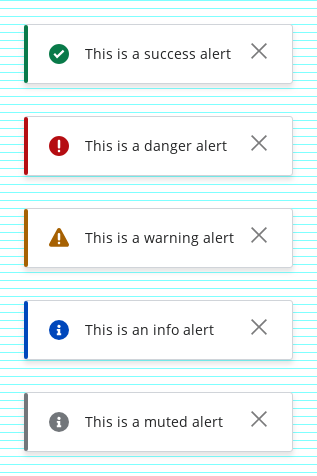 This is a success alert
This is a danger alert
This is a warning alert
This is an info alert
This is a muted alert